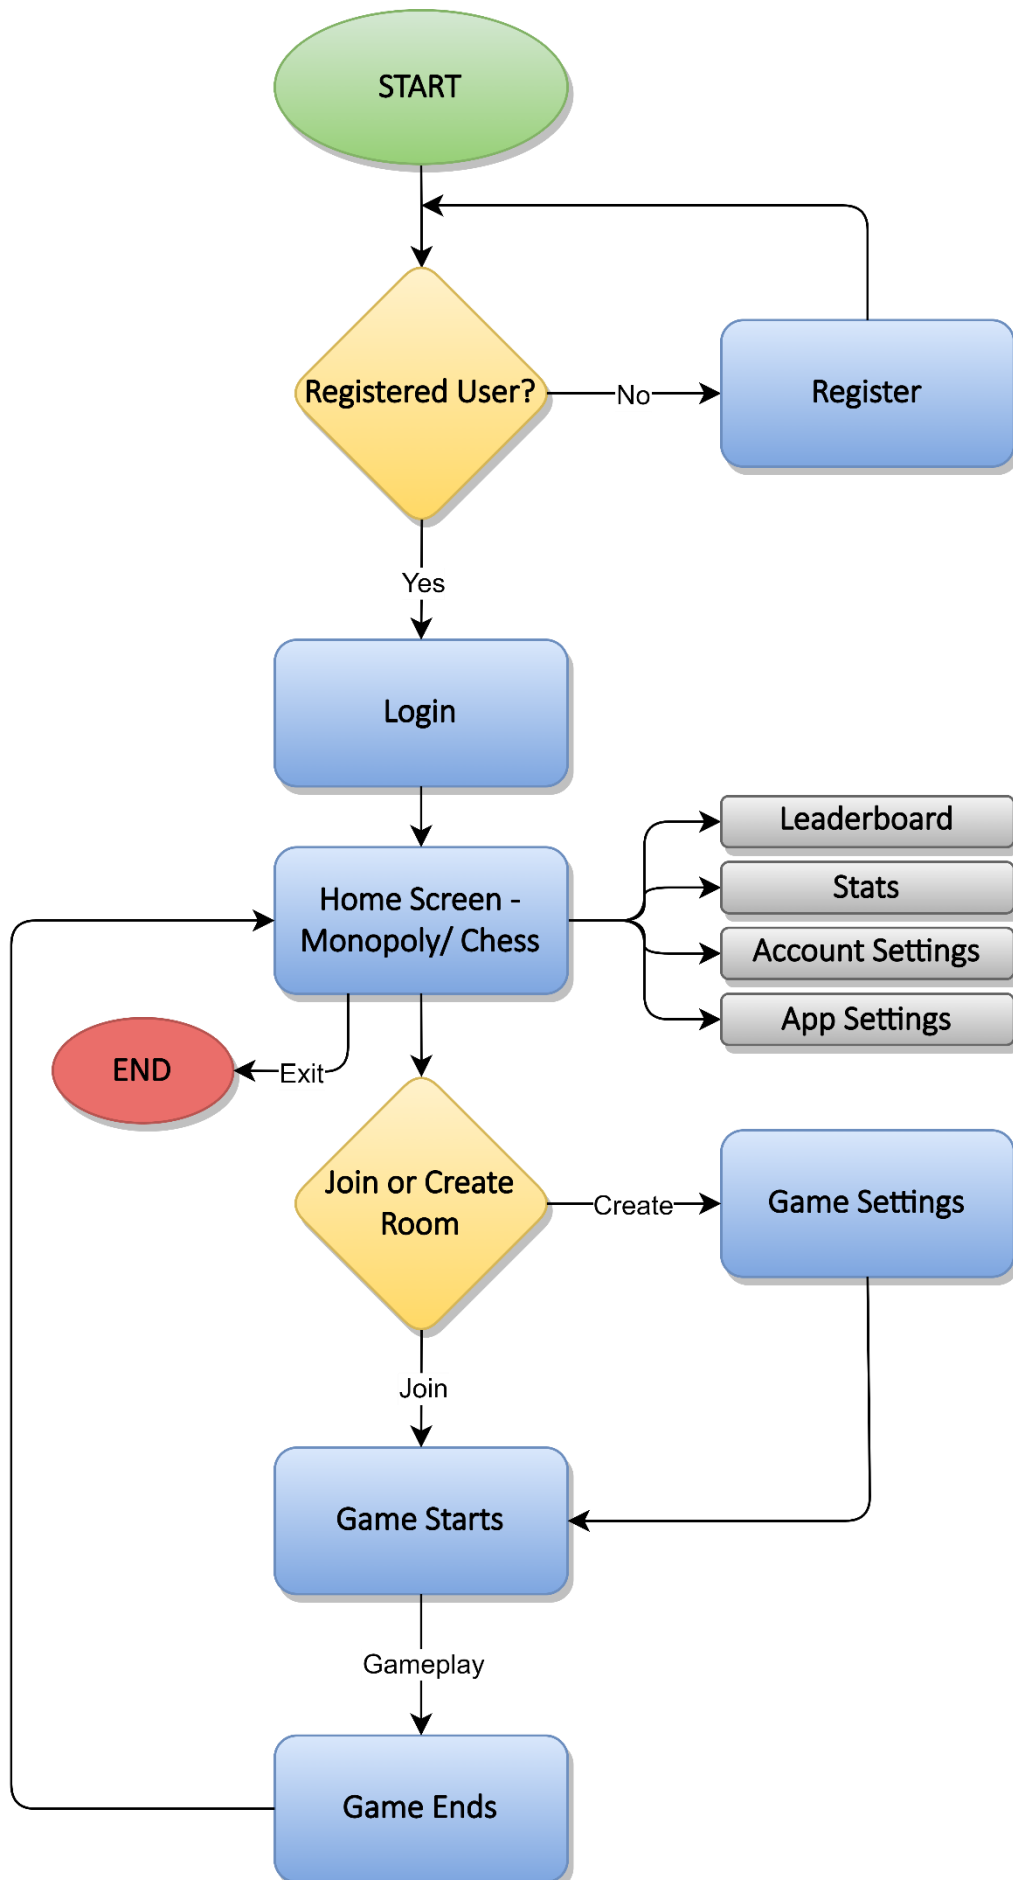 START
Registered User?
No
Register
Yes
Login
Home Screen -
Monopoly/ Chess
Leaderboard
Stats
Account Settings
App Settings
END
Exit
Join or Create
Room
Create
Game Settings
Join
Game Starts
Gameplay
Game Ends